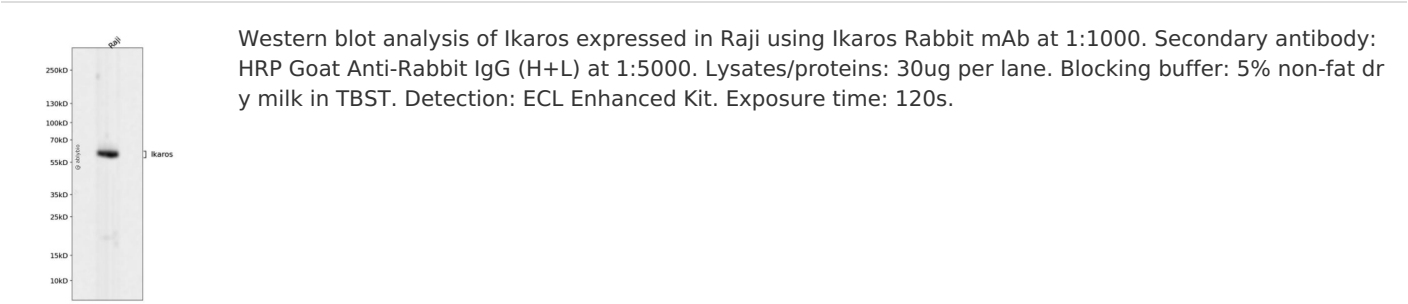 Raji
250kD
130kD
100kD
70kD
55kD
35kD
25kD
15kD
10kD
Ikaros
Western blot analysis of Ikaros expressed in Raji using Ikaros Rabbit mAb at 1:1000. Secondary antibody:
HRP Goat Anti-Rabbit IgG (H+L) at 1:5000. Lysates/proteins: 30ug per lane. Blocking buffer: 5% non-fat dr
y milk in TBST. Detection: ECL Enhanced Kit. Exposure time: 120s.